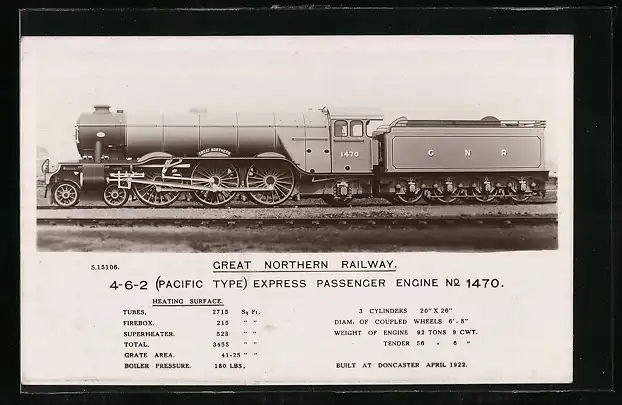 GREAT NORTHERN
1470
G N R
S.15106.
GREAT NORTHERN RAILWAY.
4-6-2 (PACIFIC TYPE) EXPRESS PASSENGER ENGINE No 1470.
HEATING SURFACE.
TUBES, 2715 Sq Ft.
FIREBOX. 215 " "
SUPERHEATER. 525 " "
TOTAL. 3455 " "
GRATE AREA. 41-25 " "
BOILER PRESSURE. 180 LBS.
3 CYLINDERS 20" X 26"
DIAM. OF COUPLED WHEELS 6'-8"
WEIGHT OF ENGINE 92 TONS 9 CWT.
" TENDER 56 " 6 "
BUILT AT DONCASTER APRIL 1922.